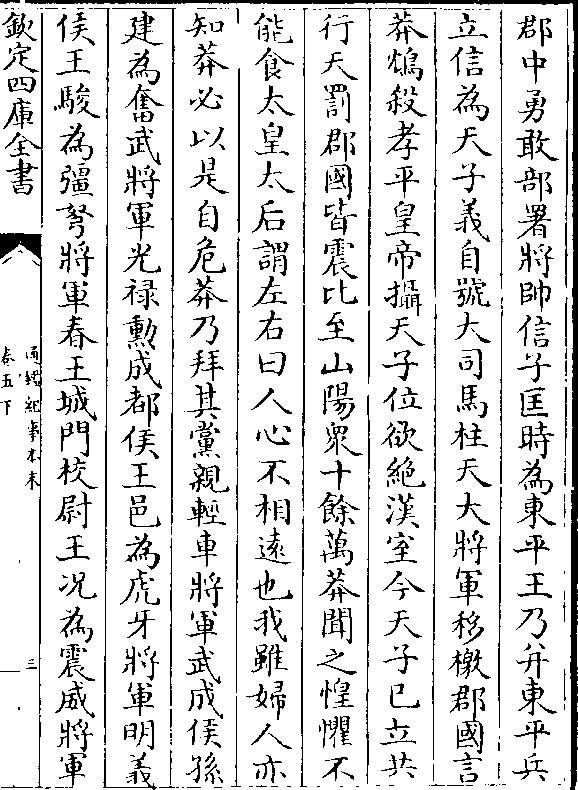 郡中勇敢部署將帥信子匡時為東平王乃并東平兵
立信為天子義自號大司馬柱天大將軍移檄郡國言
莽鴆殺孝平皇帝攝天子位欲絶漢室今天子已立共
行天罰郡國皆震比至山陽衆十餘萬莽聞之惶懼不
能食太皇太后謂左右曰人心不相遠也我雖婦人亦
知莽必以是自危莽乃拜其黨親輕車將軍武成侯孫
建為奮武將軍光禄勲成都侯王邑為虎牙將軍明義
侯王駿為彊弩將軍春王城門校尉王况為震威將軍
欽定四庫全書
通鑑紀事本末
卷五下
三